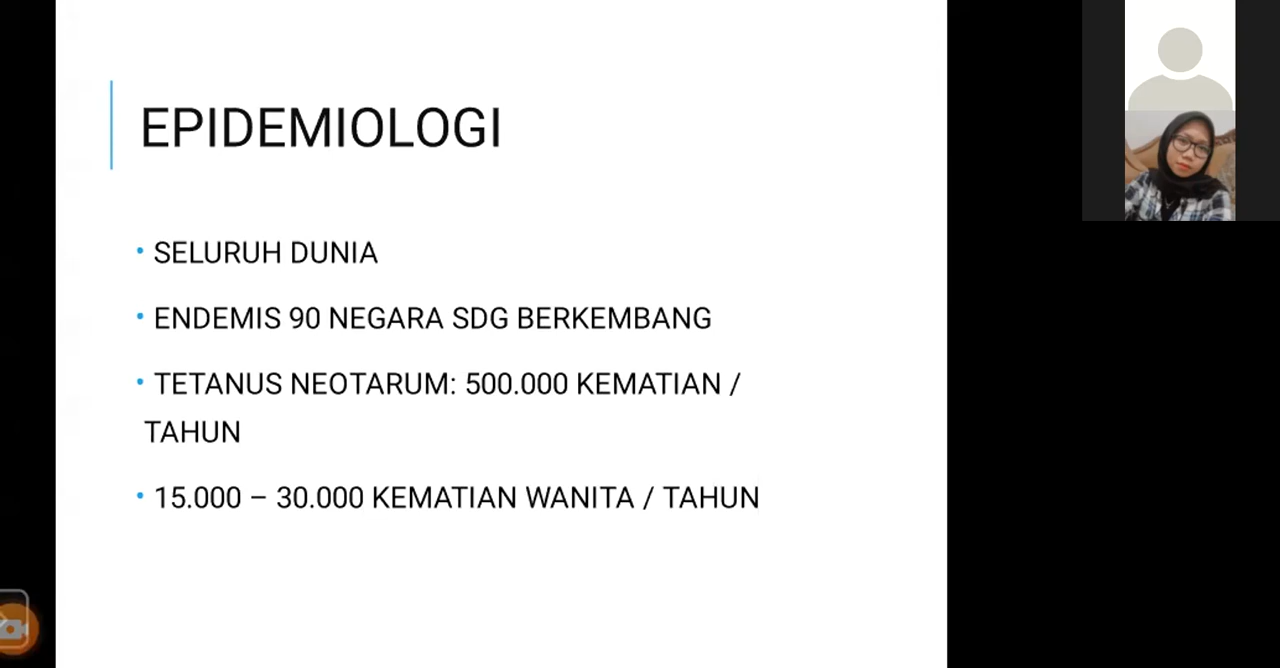 EPIDEMIOLOGI
• SELURUH DUNIA
• ENDEMIS 90 NEGARA SDG BERKEMBANG
• TETANUS NEOTARUM: 500.000 KEMATIAN /
TAHUN
• 15.000 – 30.000 KEMATIAN WANITA / TAHUN